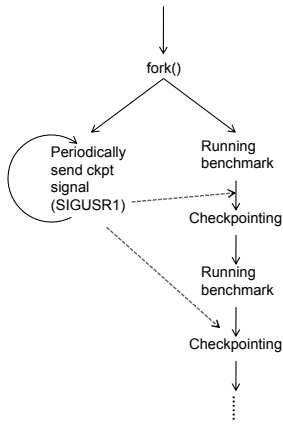 fork()
Periodically
send ckpt
signal
(SIGUSR1)
Running
benchmark
Checkpointing
Running
benchmark
Checkpointing